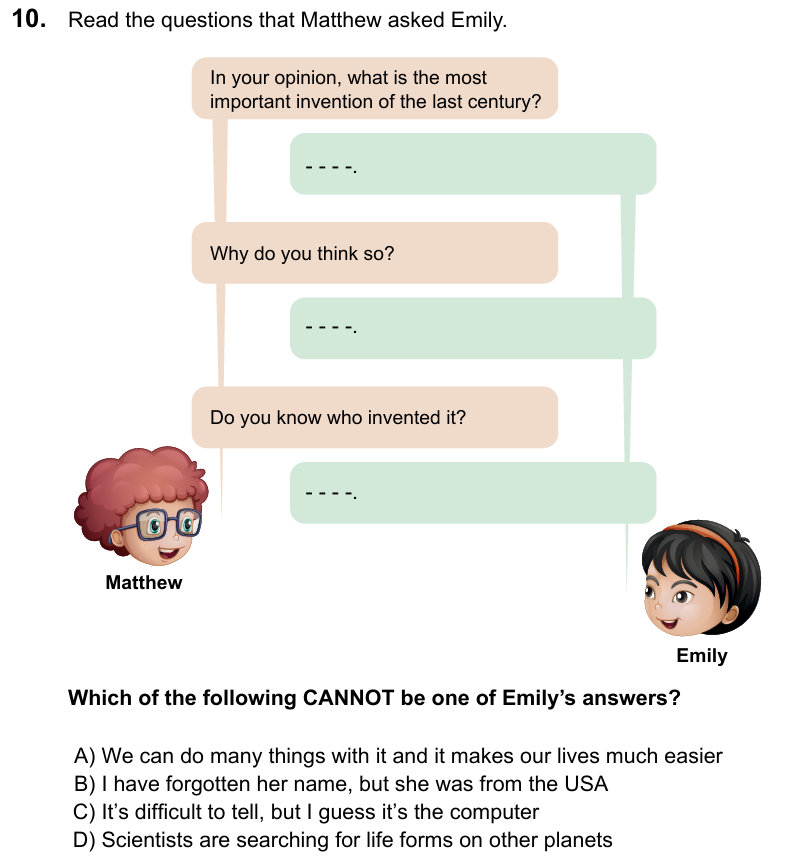 10. Read the questions that Matthew asked Emily.
In your opinion, what is the most
important invention of the last century?
- - - -.
Why do you think so?
- - - -.
Do you know who invented it?
- - - -.
Matthew
Emily
Which of the following CANNOT be one of Emily’s answers?
A) We can do many things with it and it makes our lives much easier
B) I have forgotten her name, but she was from the USA
C) It’s difficult to tell, but I guess it’s the computer
D) Scientists are searching for life forms on other planets